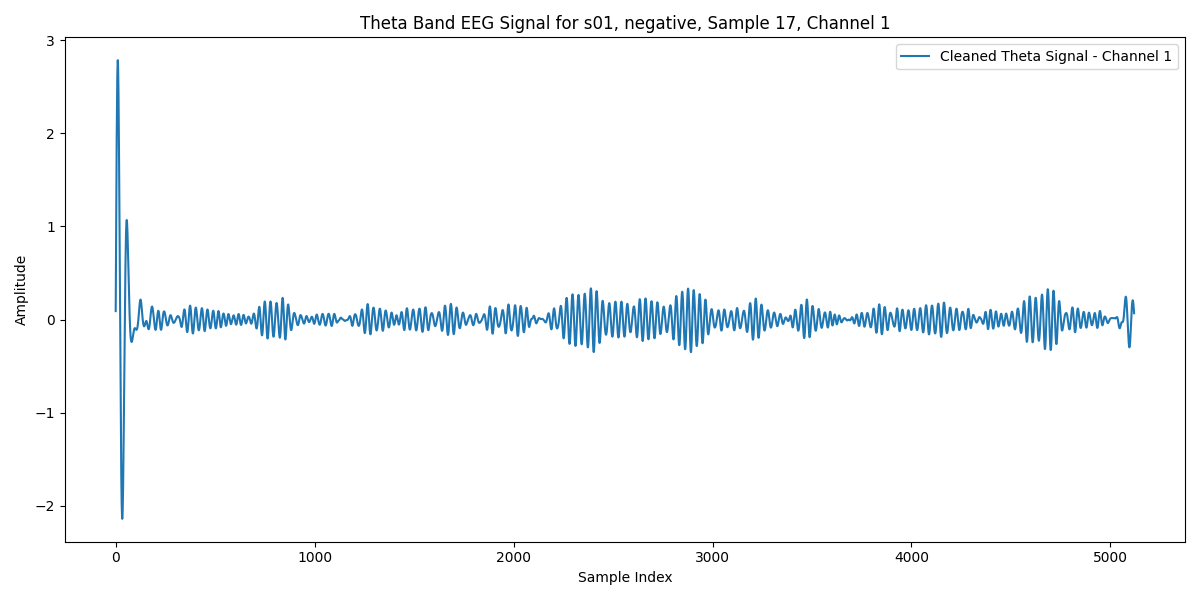 Theta Band EEG Signal for s01, negative, Sample 17, Channel 1
Cleaned Theta Signal - Channel 1
3
2
1
0
−1
−2
Amplitude
0 1000 2000 3000 4000 5000
Sample Index